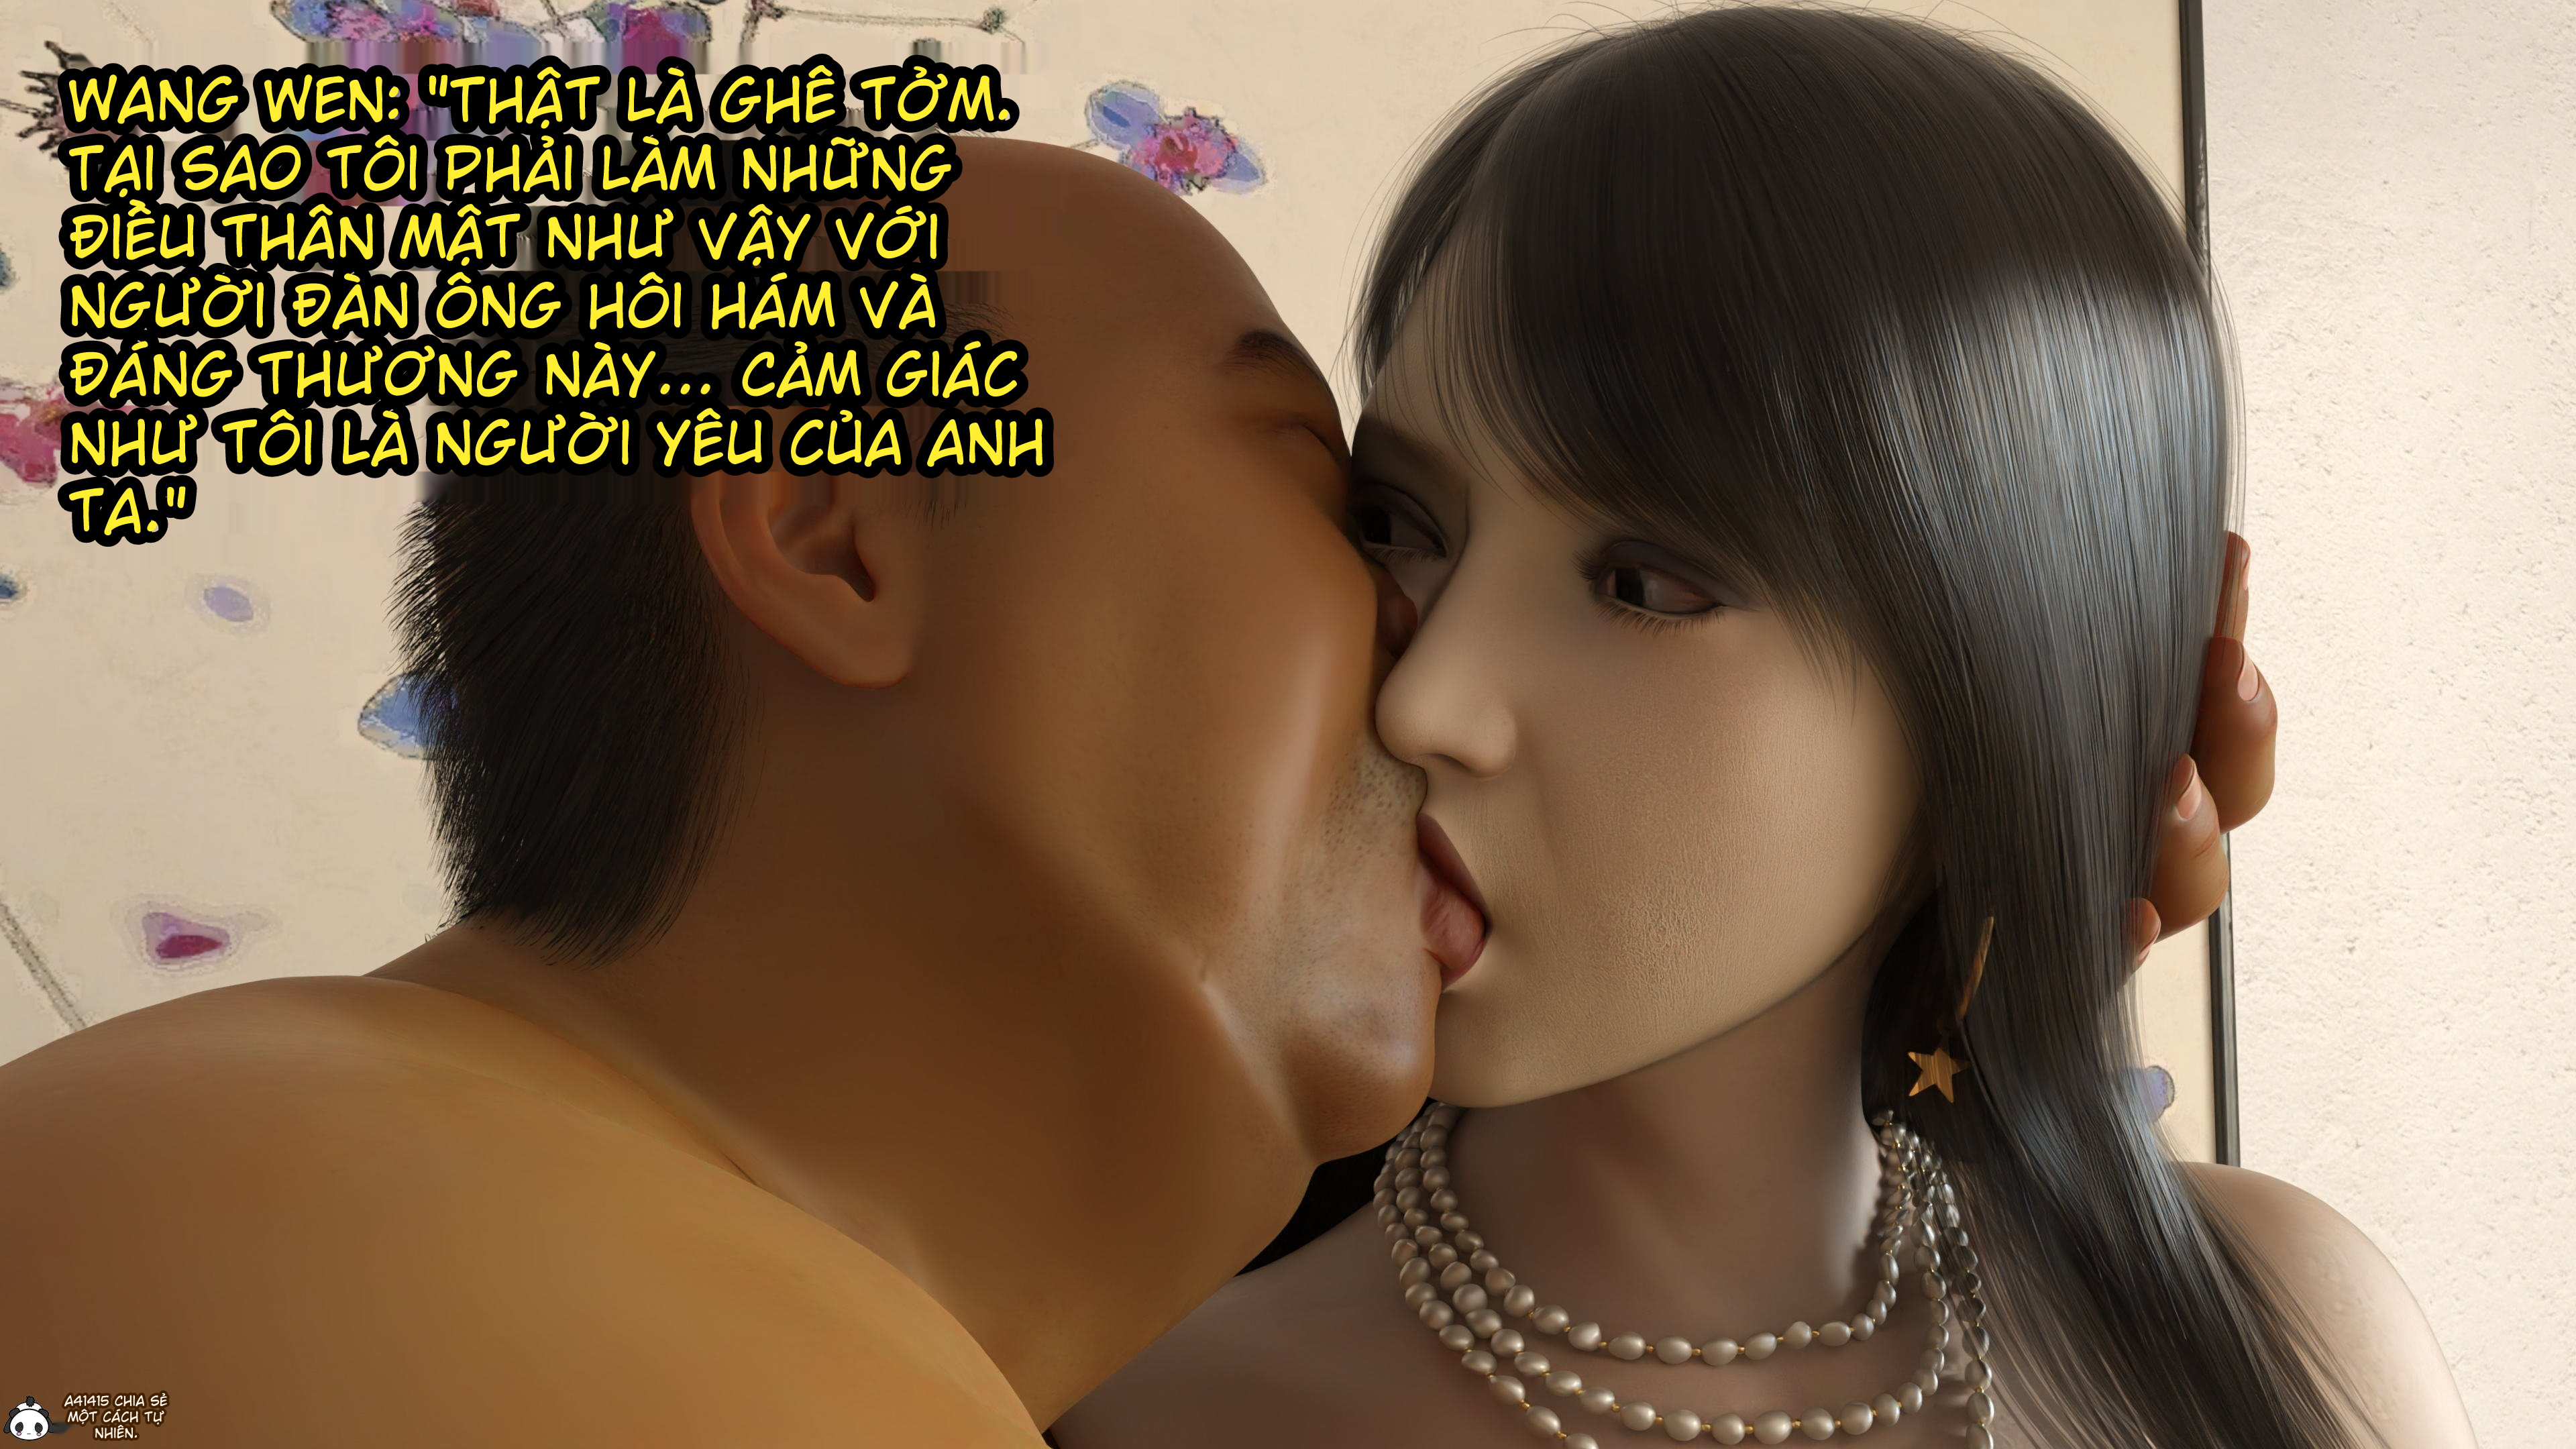 WANG WEN: "THẬT LÀ GHÊ TỞM.
TẠI SAO TÔI PHẢI LÀM NHỮNG
ĐIỀU THÂN MẬT NHƯ VẬY VỚI
NGƯỜI ĐÀN ÔNG HÔI HÁM VÀ
ĐÁNG THƯƠNG NÀY... CẢM GIÁC
NHƯ TÔI LÀ NGƯỜI YÊU CỦA ANH
TA."
A41415 CHIA SẺ
MỘT CÁCH TỰ
NHIÊN.